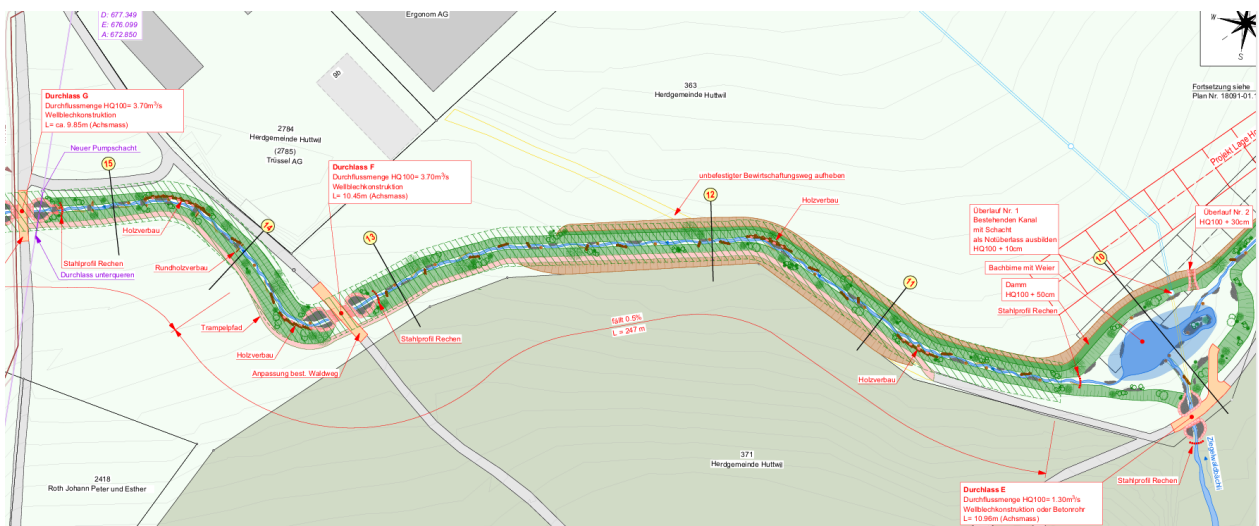 D: 677.349
E: 676.099
A: 672.850
Ergonom AG
9b
W
S
363
Herdgemeinde Huttwil
Fortsetzung siehe
Plan Nr. 18091-01.
Durchlass G
Durchflussmenge HQ100= 3.70m³/s
Wellblechkonstruktion
L= ca. 9.85m (Achsmass)
Neuer Pumpschacht
2784
Herdgemeinde Huttwil
(2785)
Trüssel AG
15
Durchlass F
Durchflussmenge HQ100= 3.70m³/s
Wellblechkonstruktion
L= 10.45m (Achsmass)
unbefestigter Bewirtschaftungsweg aufheben
12
Holzverbau
Projekt Lage
Überlauf Nr. 1
Bestehenden Kanal
mit Schacht
als Notüberlass ausbilden
HQ100 + 10cm
Überlauf Nr. 2
HQ100 + 30cm
Holzverbau
14
13
Stahlprofil Rechen
Rundholzverbau
Durchlass unterqueren
10
Bachbirne mit Weier
Damm
HQ100 + 50cm
Stahlprofil Rechen
11
Trampelpfad
fällt 0.5%
L = 247 m
Stahlprofil Rechen
Holzverbau
Anpassung best. Waldweg
Holzverbau
371
Herdgemeinde Huttwil
Ziegelwaldbächli
2418
Roth Johann Peter und Esther
Stahlprofil Rechen
Durchlass E
Durchflussmenge HQ100= 1.30m³/s
Wellblechkonstruktion oder Betonrohr
L= 10.96m (Achsmass)